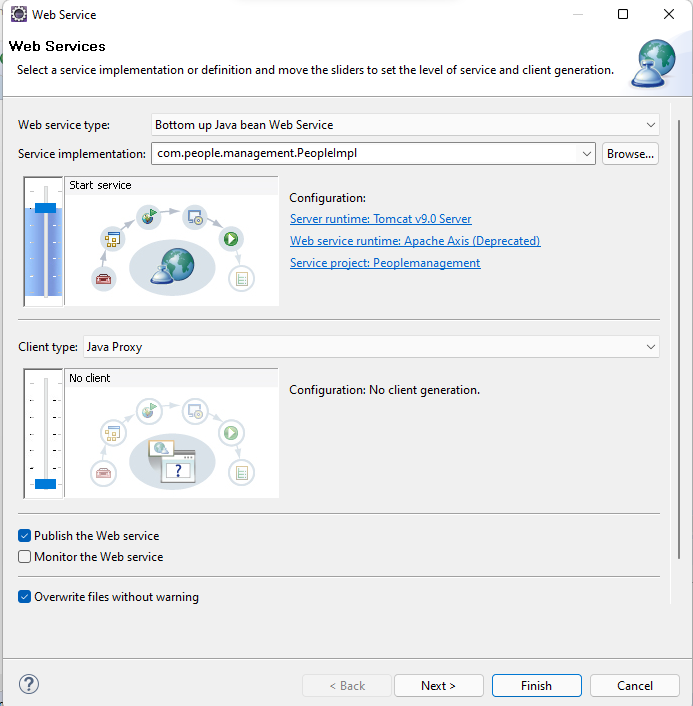 Web Service
Web Services
Select a service implementation or definition and move the sliders to set the level of service and client generation.
Web service type: Bottom up Java bean Web Service
Service implementation: com.people.management.PeopleImpl Browse...
Start service
Configuration:
Server runtime: Tomcat v9.0 Server
Web service runtime: Apache Axis (Deprecated)
Service project: Peoplemanagement
Client type: Java Proxy
No client
Configuration: No client generation.
Publish the Web service
Monitor the Web service
Overwrite files without warning
? < Back Next > Finish Cancel